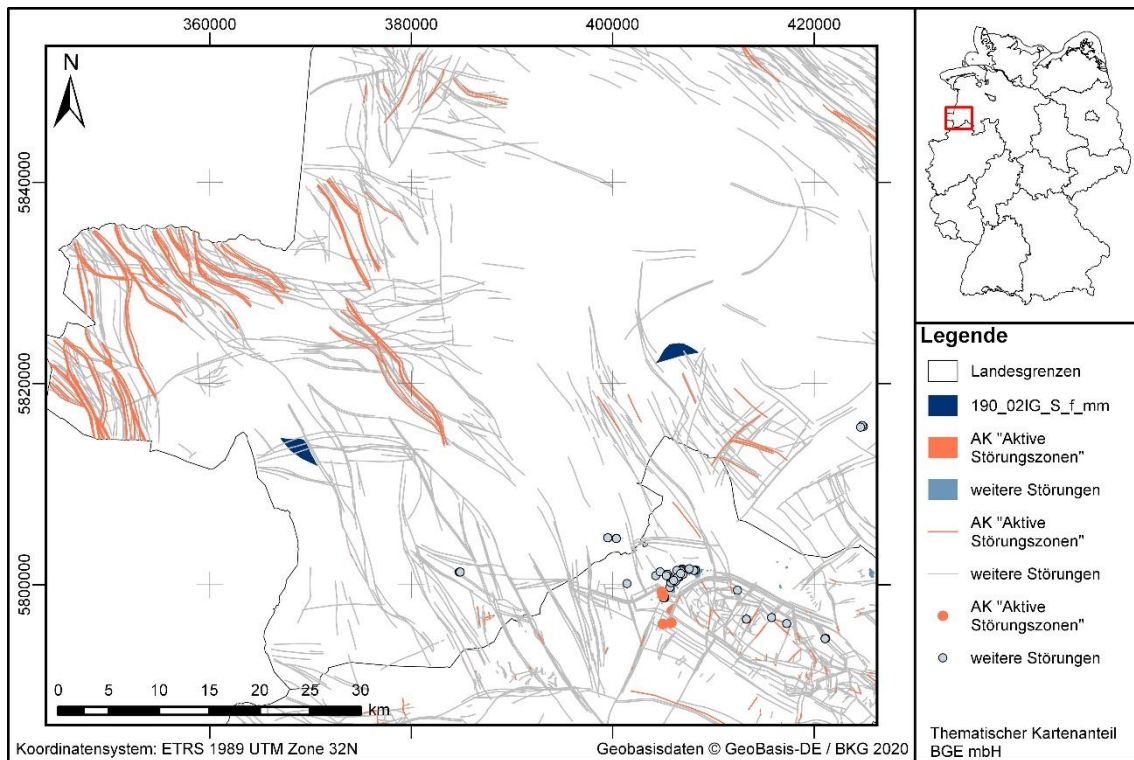 360000
380000
400000
420000
N
5840000
5820000
5800000
0 5 10 15 20 25 30
km
Koordinatensystem: ETRS 1989 UTM Zone 32N
Geobasisdaten © GeoBasis-DE / BKG 2020
Legende
Landesgrenzen
190_02IG_S_f_mm
AK "Aktive
Störungszonen"
weitere Störungen
AK "Aktive
Störungszonen"
weitere Störungen
AK "Aktive
Störungszonen"
weitere Störungen
Thematischer Kartenanteil
BGE mbH